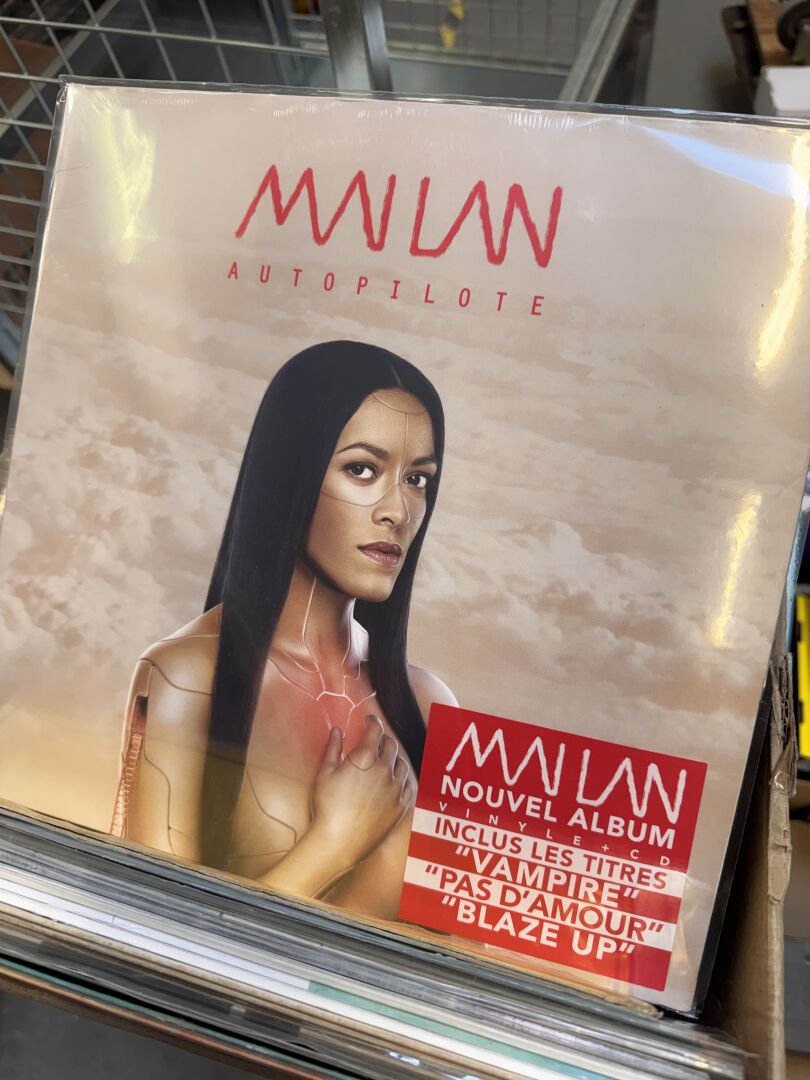 MAI LAN
AUTOPILOTE
MAI LAN
NOUVEL ALBUM
VINYLE+CD
INCLUS LES TITRES
"VAMPIRE"
"PAS D'AMOUR"
"BLAZE UP"